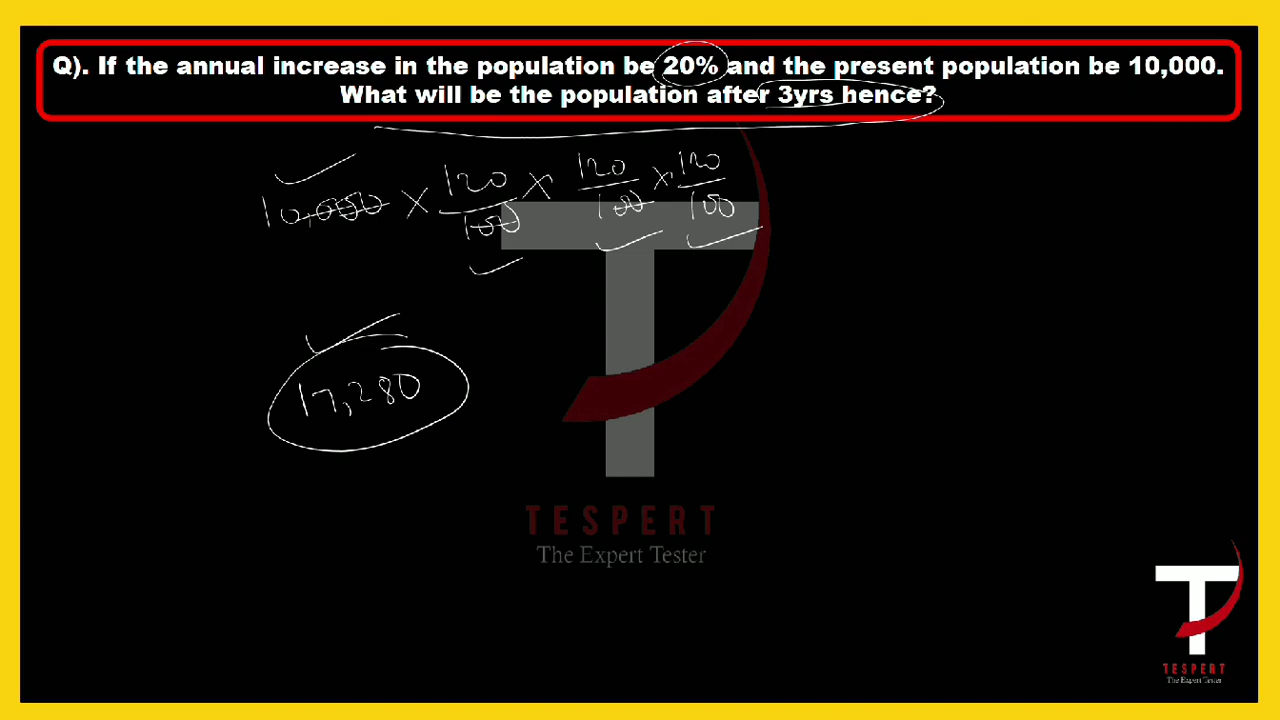 Q). If the annual increase in the population be 20% and the present population be 10,000.
What will be the population after 3yrs hence?
10,000 × 120/100 × 120/100 × 120/100
17,280
TESPERT
The Expert Tester
TESPERT
The Expert Tester